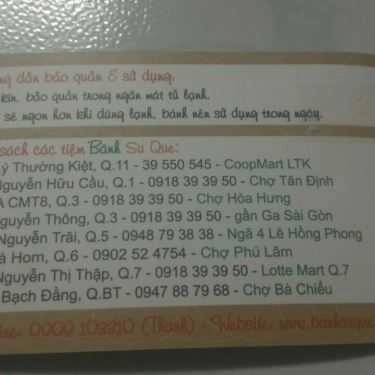 dẫn bảo quản & sử dụng.
kín, bảo quản trong ngăn mát tủ lạnh.
sẽ ngon hơn khi dùng lạnh, bánh nên sử dụng trong ngày.
sách các tiệm Bánh Su Que:
Thường Kiệt, Q.11 - 39 550 545 - CoopMart LTK
Nguyễn Hữu Cầu, Q.1 - 0918 39 39 50 - Chợ Tân Định
CMT8, Q.3 - 0918 39 39 50 - Chợ Hòa Hưng
Nguyễn Thông, Q.3 - 0918 39 39 50 - gần Ga Sài Gòn
Nguyễn Trãi, Q.5 - 0948 79 38 38 - Ngã 4 Lê Hồng Phong
Hom, Q.6 - 0902 52 4754 - Chợ Phú Lâm
Nguyễn Thị Thập, Q.7 - 0918 39 39 50 - Lotte Mart Q.7
Bạch Đằng, Q.BT - 0947 88 79 68 - Chợ Bà Chiểu
(Thanh) - Website: